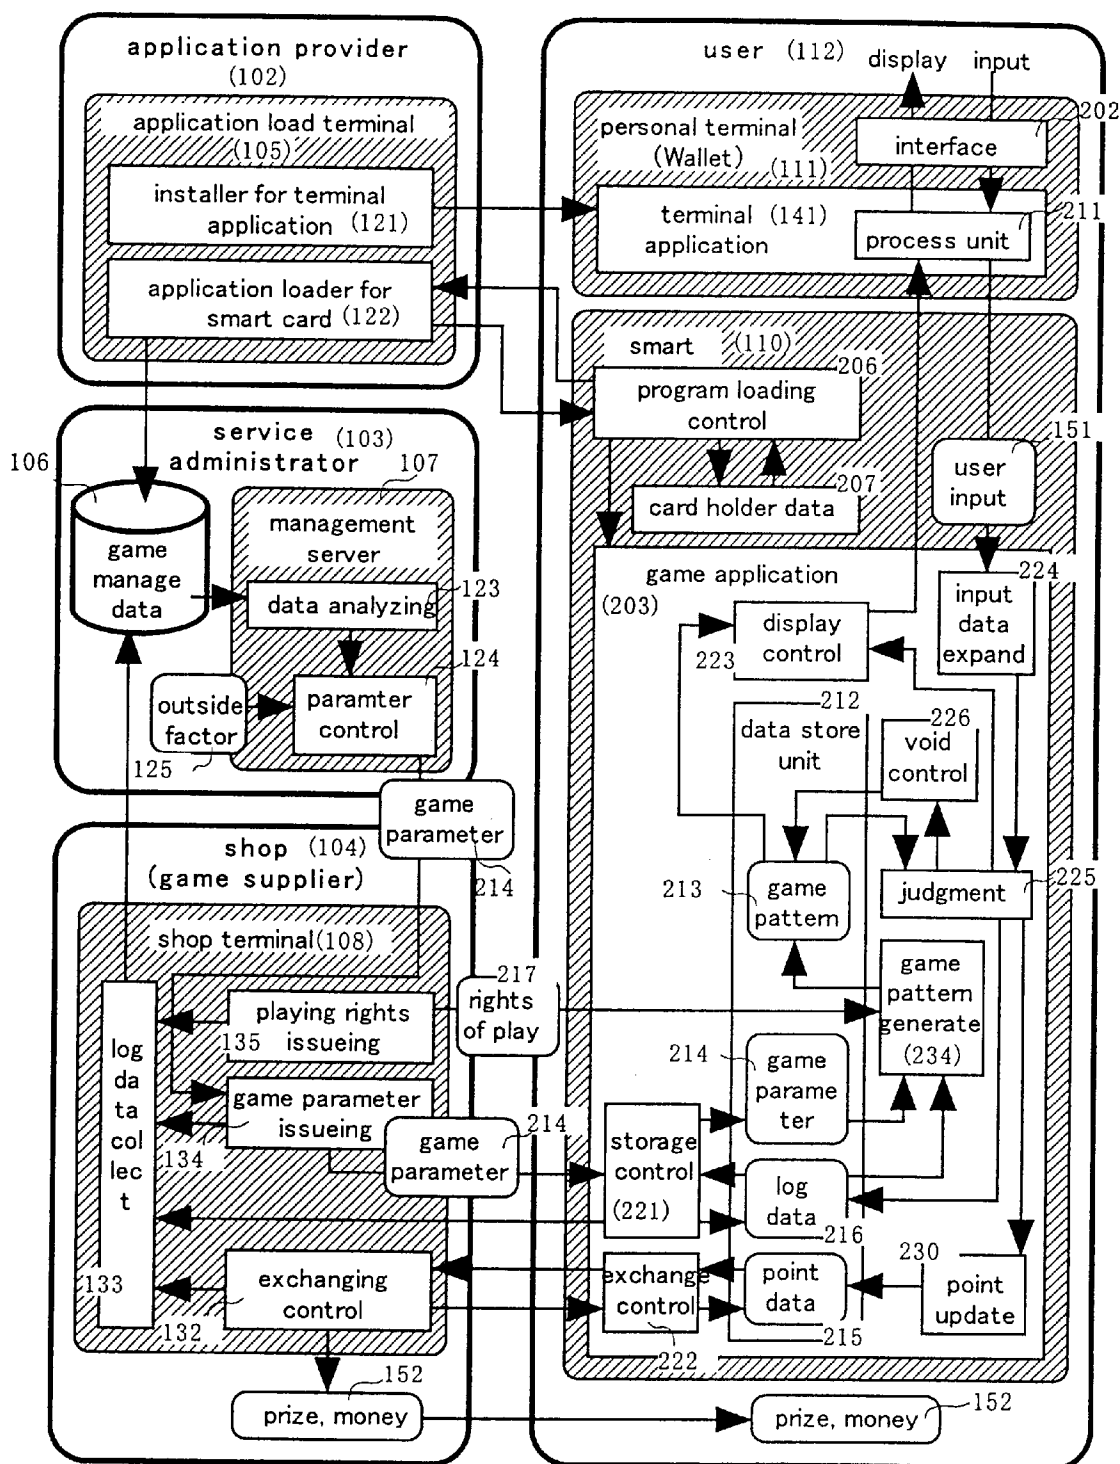 application provider
(102)
application load terminal
(105)
installer for terminal
application (121)
application loader for
smart card (122)
service (103)
administrator
106
107
game
manage
data
management
server
data analyzing
123
124
outside
factor
paramter
control
125
game
parameter
214
shop (104)
(game supplier)
shop terminal(108)
log
da
ta
col
lec
t
playing rights
issueing
135
217
rights
of play
game parameter
issueing
134
game
parameter
214
133
exchanging
control
132
152
prize, money
user (112)
display
input
202
personal terminal
(Wallet) (111)
interface
terminal (141)
application
211
process unit
smart (110)
206
program loading
control
207
card holder data
151
user
input
game application
(203)
224
input
data
expand
display
control
223
212
data store
unit
226
void
control
213
game
pattern
judgment
225
game
pattern
generate
(234)
214
game
parame
ter
storage
control
(221)
log
data
216
230
exchange
control
222
point
data
215
point
update
prize, money
152